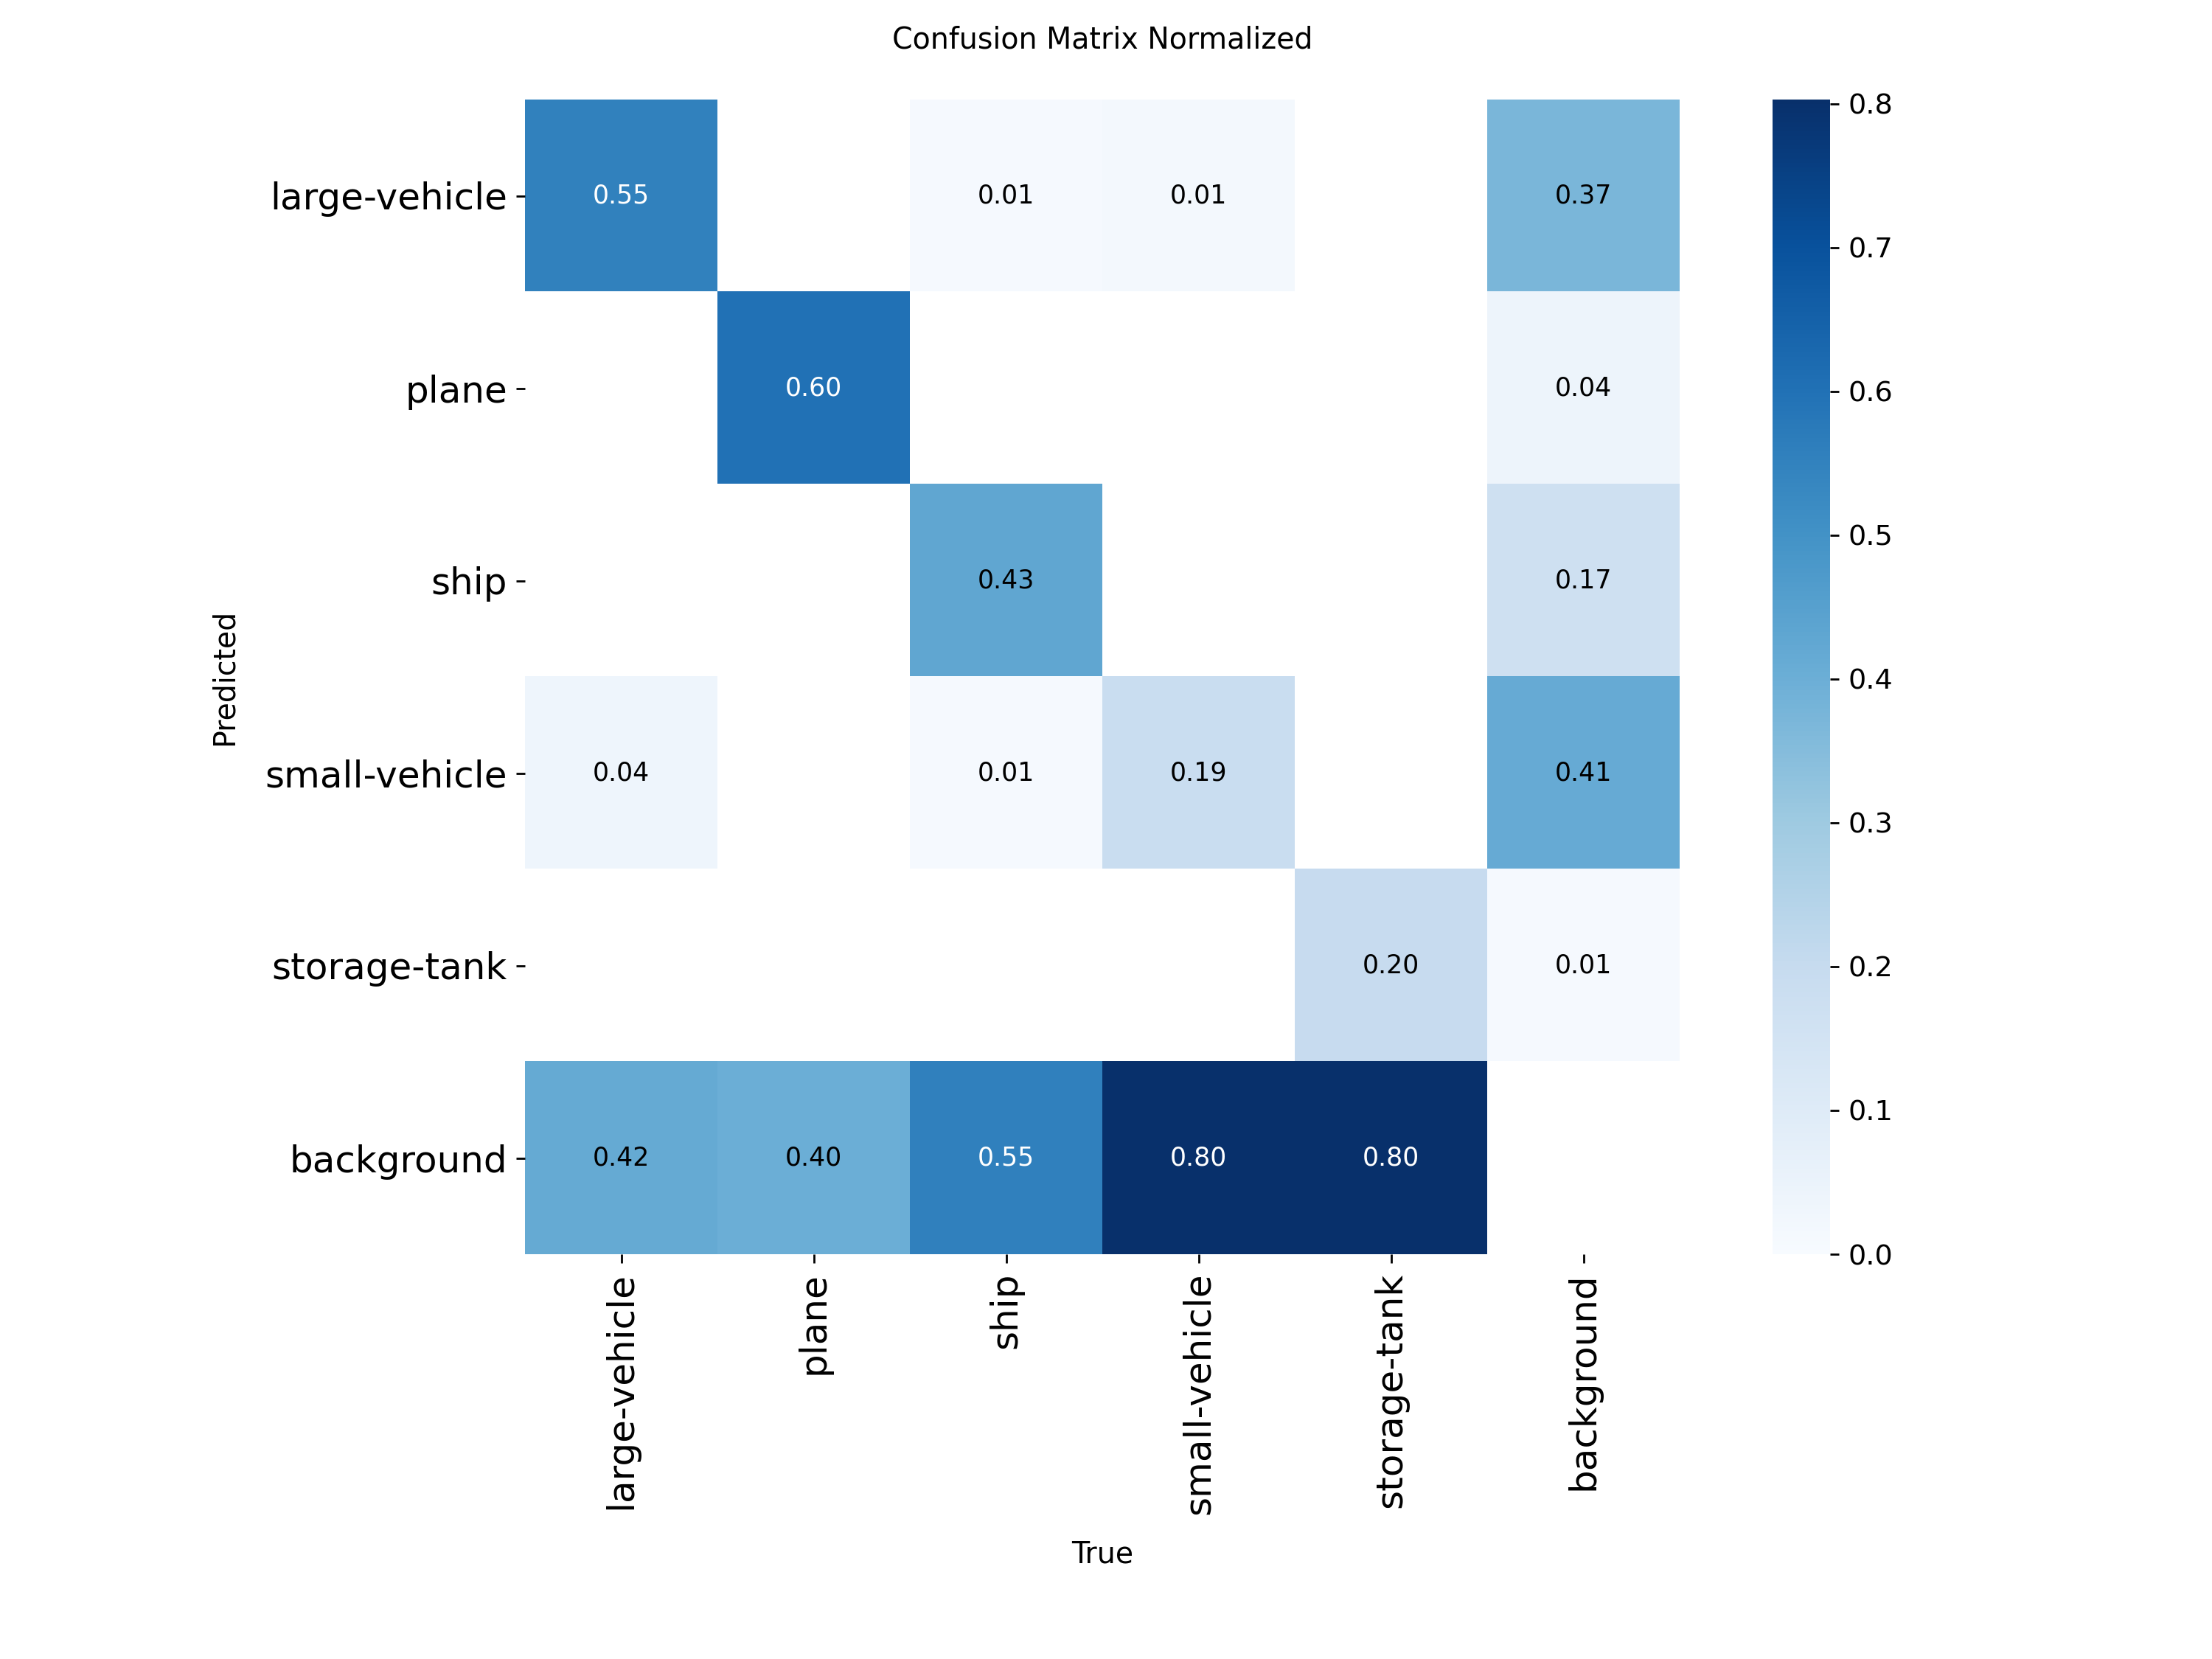 Confusion Matrix Normalized
large-vehicle 0.55 0.01 0.01 0.37
plane 0.60 0.04
ship 0.43 0.17
small-vehicle 0.04 0.01 0.19 0.41
storage-tank 0.20 0.01
background 0.42 0.40 0.55 0.80 0.80
Predicted
large-vehicle
plane
ship
small-vehicle
storage-tank
background
True
0.8
0.7
0.6
0.5
0.4
0.3
0.2
0.1
0.0